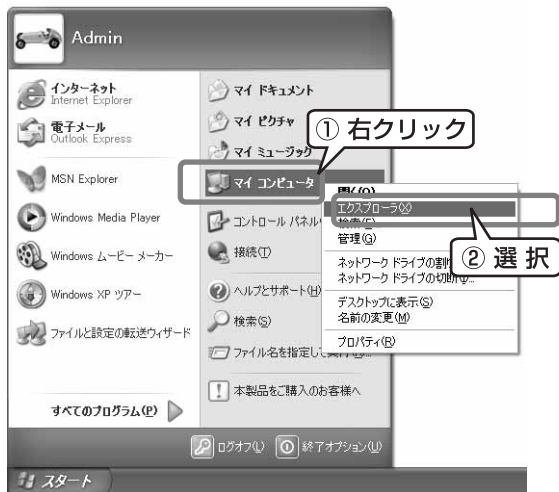 Admin
インターネット
Internet Explorer
電子メール
Outlook Express
MSN Explorer
Windows Media Player
Windows ムービー メーカー
Windows XP ツアー
ファイルと設定の転送ウィザード
すべてのプログラム(P)
マイ ドキュメント
マイ ピクチャ
① 右クリック
マイ ミュージック
マイ コンピュータ
コントロール パネル
接続(T)
ヘルプとサポート(H)
検索(S)
ファイル名を指定して
本製品をご購入のお客様へ
開く(O)
エクスプローラ(X)
検索(E)
管理(G)
② 選 択
ネットワーク ドライブの割
ネットワーク ドライブの切断
デスクトップに表示(S)
名前の変更(M)
プロパティ(R)
ログオフ(L)
終了オプション(U)
スタート